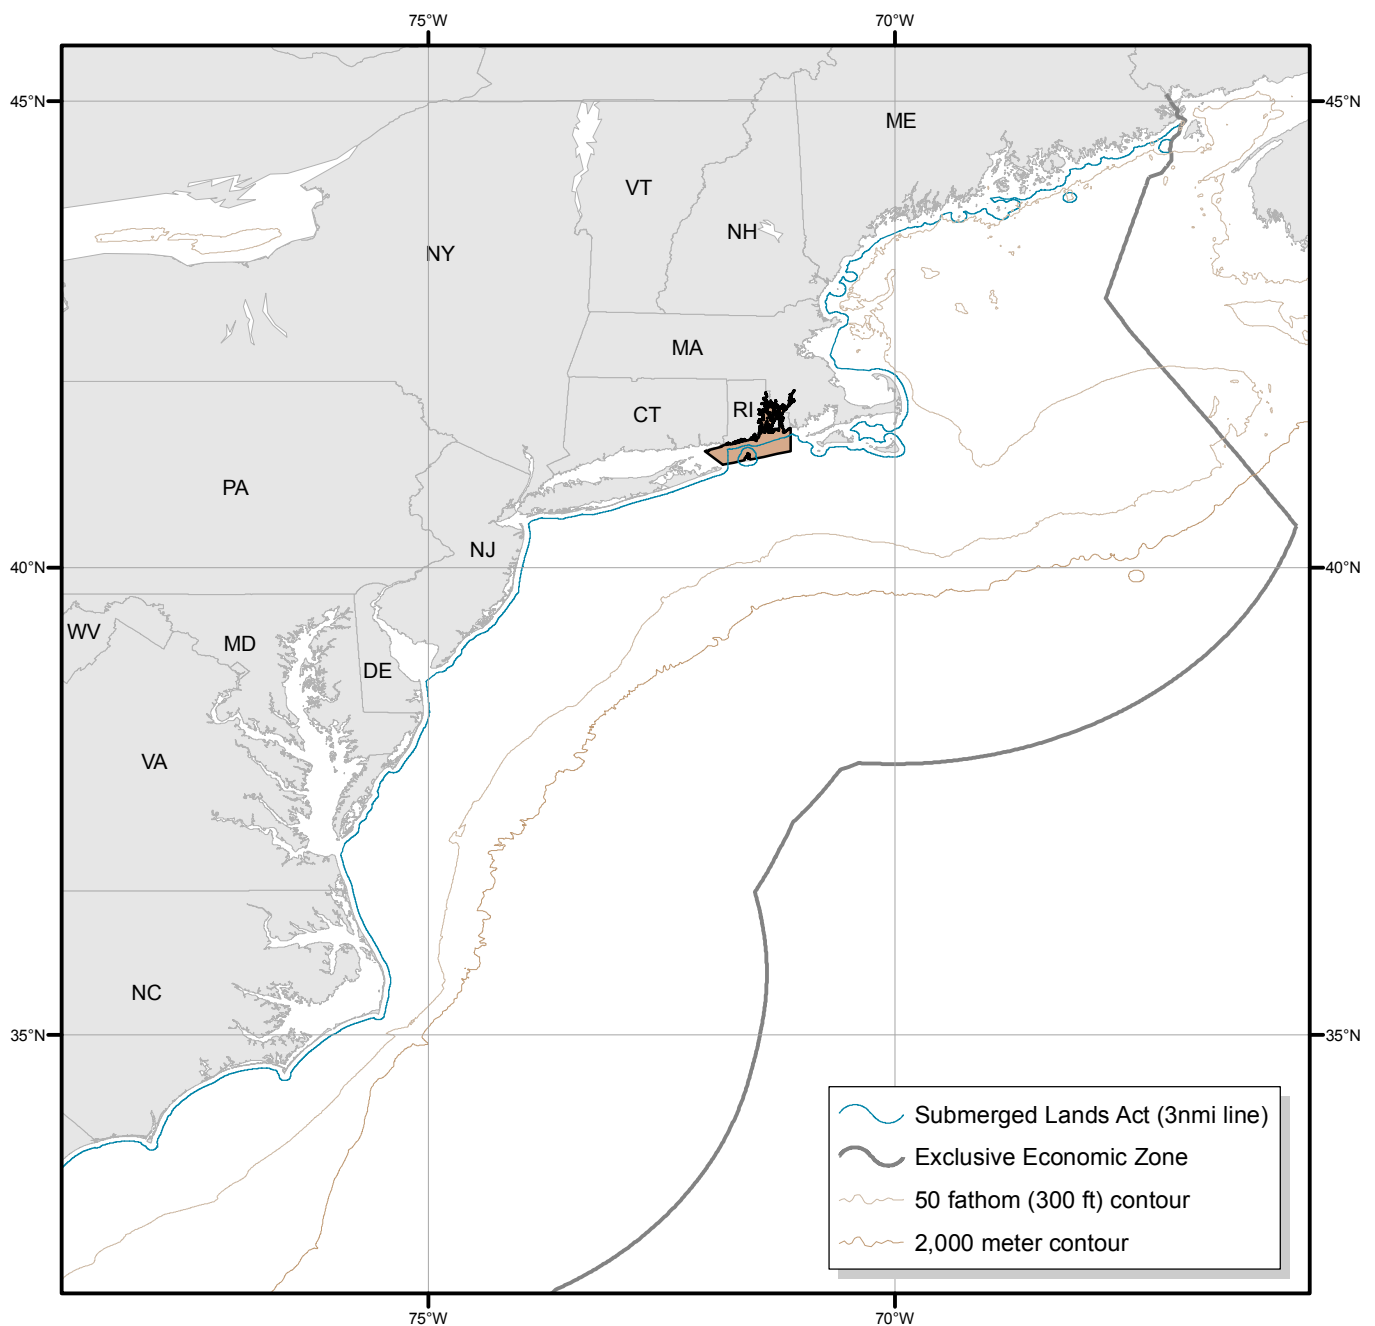 75°W 70°W
45°N 45°N
ME
VT
NH
NY
MA
RI
CT
PA
NJ
40°N 40°N
WV
MD
DE
VA
NC
35°N 35°N
Submerged Lands Act (3nmi line)
Exclusive Economic Zone
50 fathom (300 ft) contour
2,000 meter contour
75°W 70°W